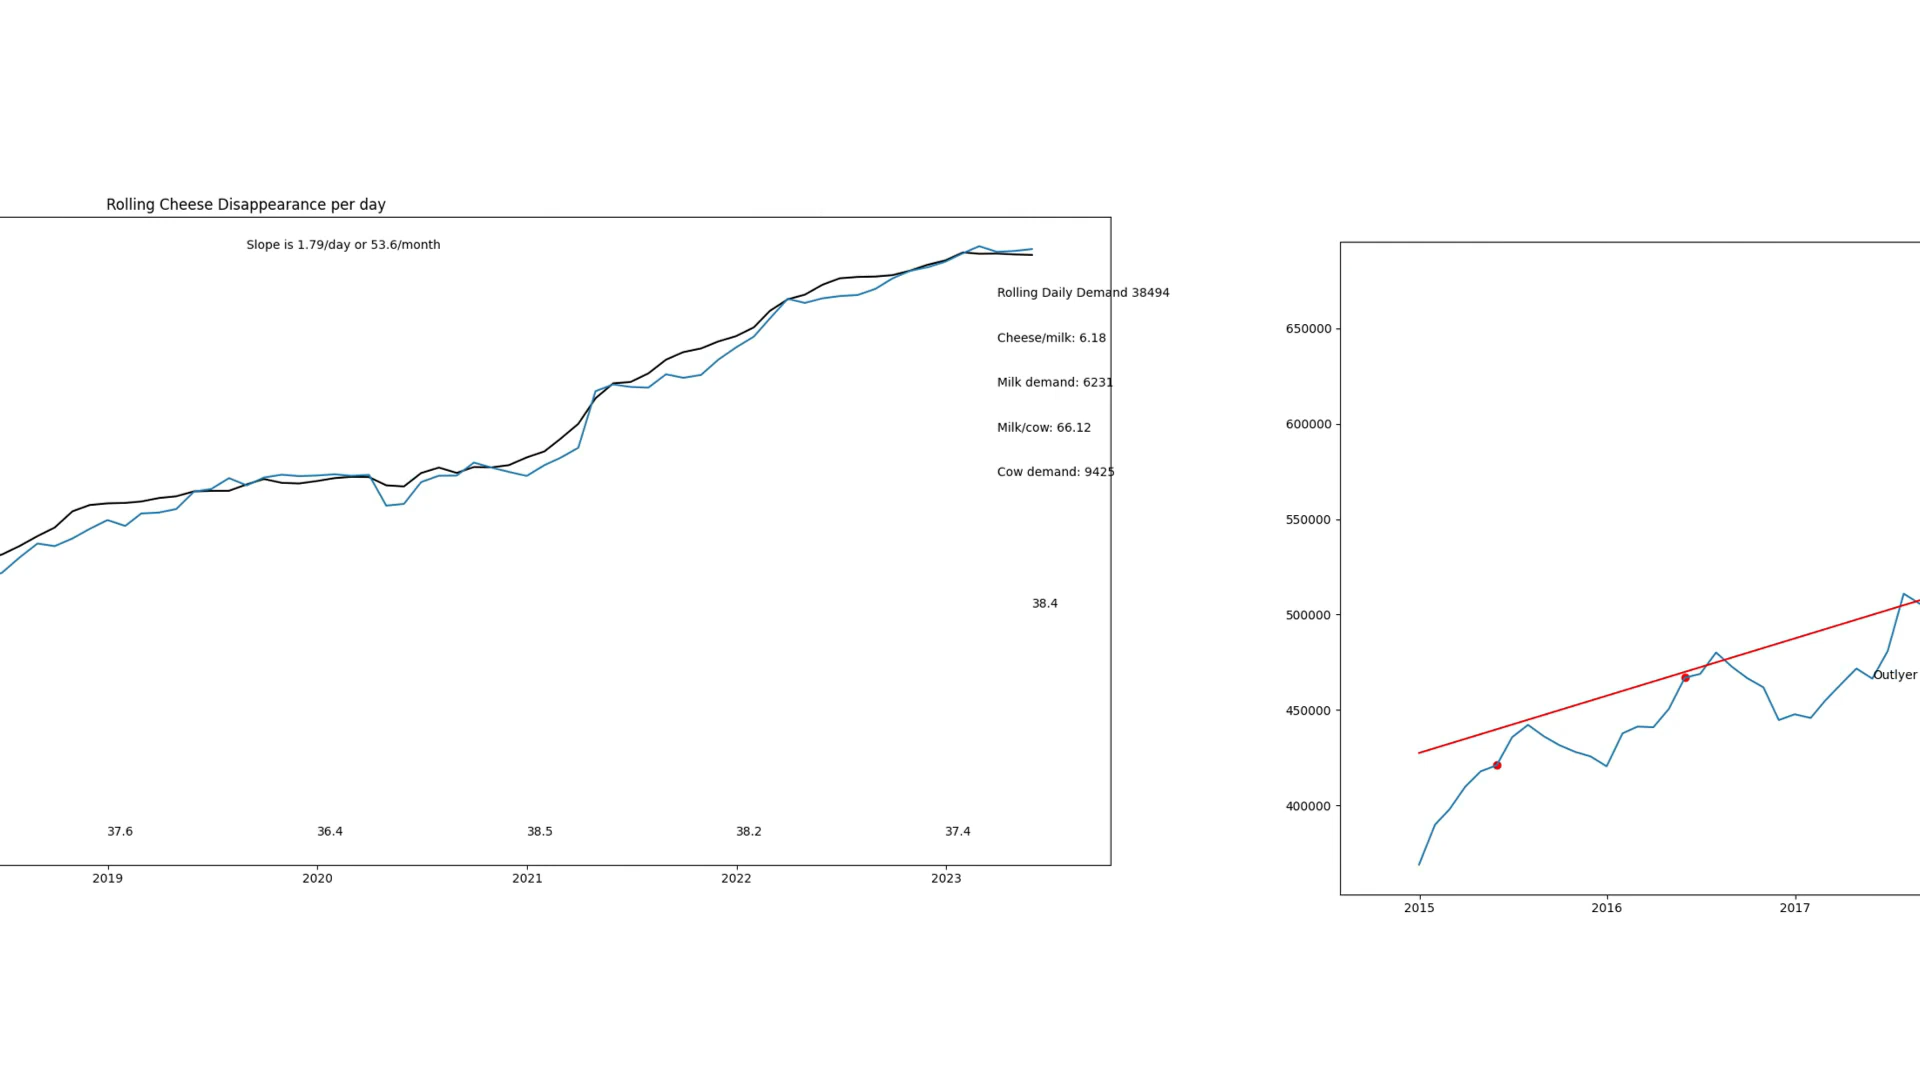 Rolling Cheese Disappearance per day
Slope is 1.79/day or 53.6/month
Rolling Daily Demand 38494
Cheese/milk: 6.18
Milk demand: 6231
Milk/cow: 66.12
Cow demand: 9425
38.4
37.6
36.4
38.5
38.2
37.4
2019
2020
2021
2022
2023
650000
600000
550000
500000
450000
400000
Outlyer
2015
2016
2017